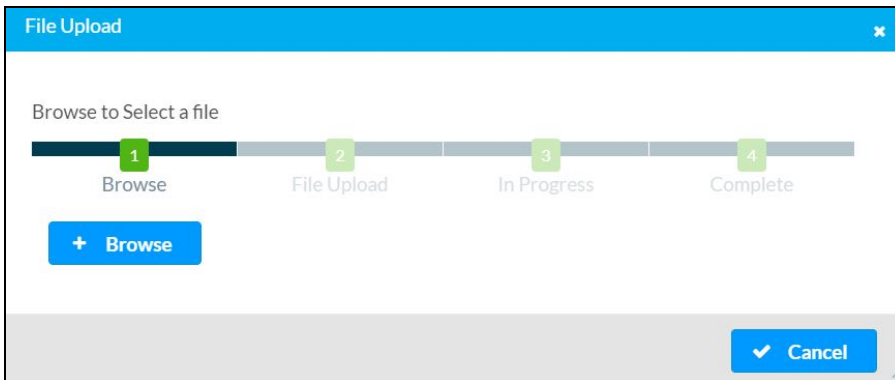 File Upload
Browse to Select a file
1 2 3 4
Browse File Upload In Progress Complete
+ Browse
Cancel